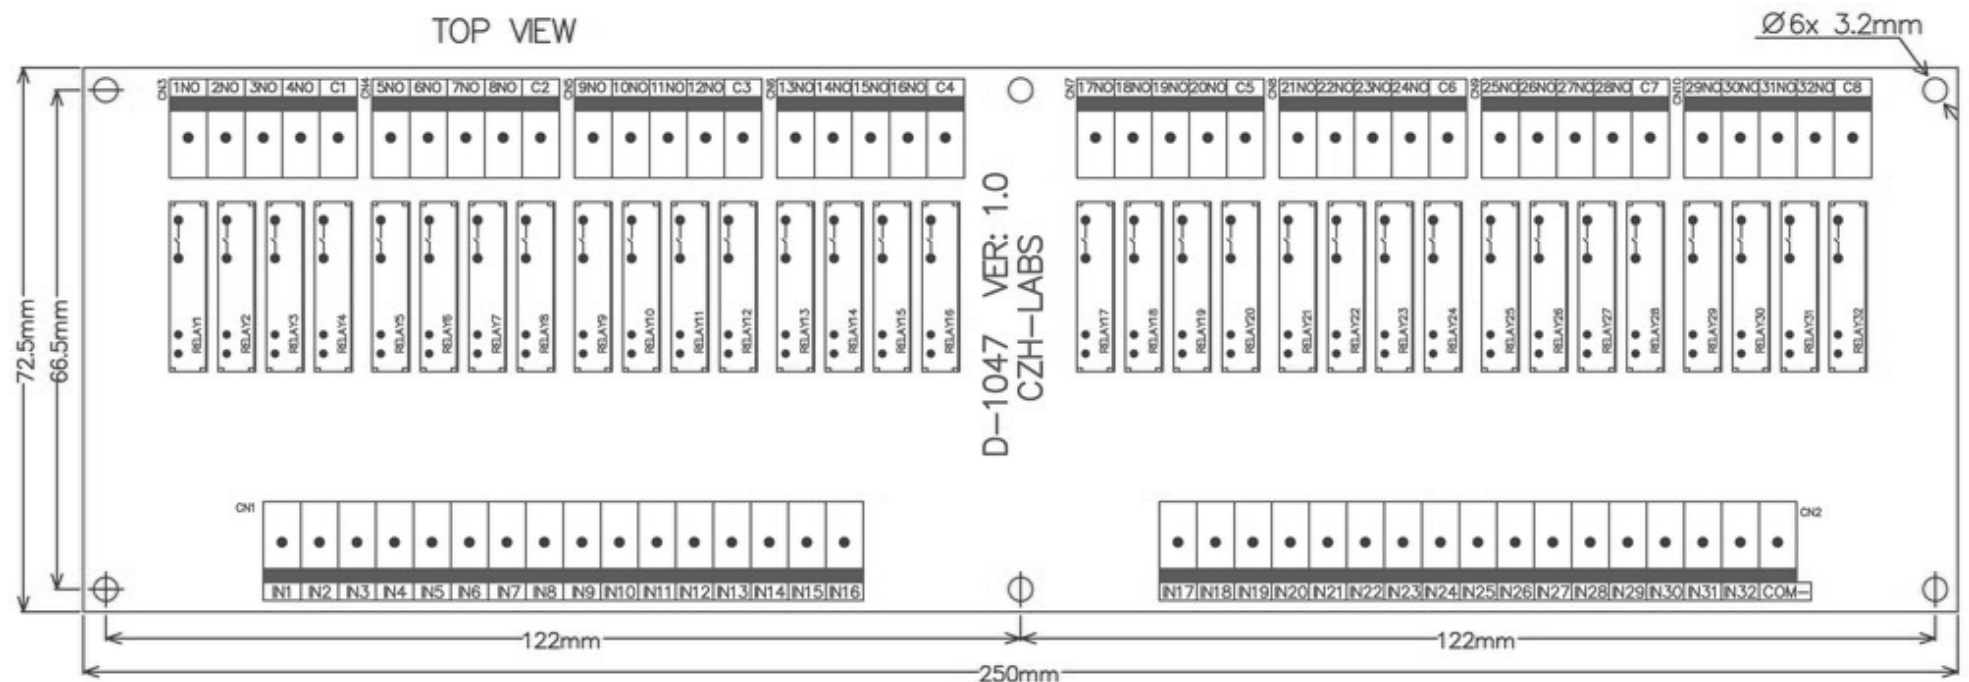 TOP VIEW
Ø6x 3.2mm
CN3 1NO 2NO 3NO 4NO C1
CN4 5NO 6NO 7NO 8NO C2
CN5 9NO 10NO 11NO 12NO C3
CN6 13NO 14NO 15NO 16NO C4
CN7 17NO 18NO 19NO 20NO C5
CN8 21NO 22NO 23NO 24NO C6
CN9 25NO 26NO 27NO 28NO C7
CN10 29NO 30NO 31NO 32NO C8
RELAY1 RELAY2 RELAY3 RELAY4 RELAY5 RELAY6 RELAY7 RELAY8 RELAY9 RELAY10 RELAY11 RELAY12 RELAY13 RELAY14 RELAY15 RELAY16
D-1047 VER: 1.0
CZH-LABS
RELAY17 RELAY18 RELAY19 RELAY20 RELAY21 RELAY22 RELAY23 RELAY24 RELAY25 RELAY26 RELAY27 RELAY28 RELAY29 RELAY30 RELAY31 RELAY32
72.5mm
66.5mm
CN1
IN1 IN2 IN3 IN4 IN5 IN6 IN7 IN8 IN9 IN10 IN11 IN12 IN13 IN14 IN15 IN16
CN2
IN17 IN18 IN19 IN20 IN21 IN22 IN23 IN24 IN25 IN26 IN27 IN28 IN29 IN30 IN31 IN32 COM-
122mm
122mm
250mm